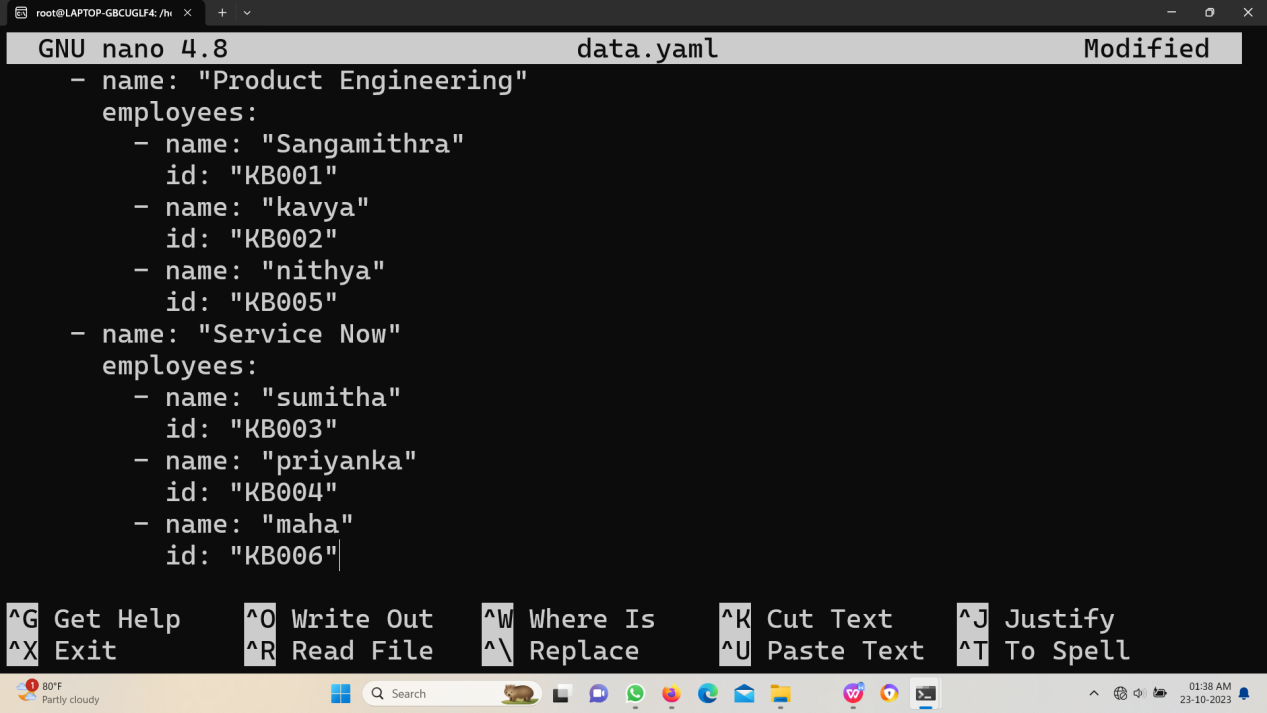 root@LAPTOP-GBCUGLF4: /h
GNU nano 4.8 data.yaml Modified
- name: "Product Engineering"
employees:
- name: "Sangamithra"
id: "KB001"
- name: "kavya"
id: "KB002"
- name: "nithya"
id: "KB005"
- name: "Service Now"
employees:
- name: "sumitha"
id: "KB003"
- name: "priyanka"
id: "KB004"
- name: "maha"
id: "KB006"
^G Get Help ^O Write Out ^W Where Is ^K Cut Text ^J Justify
^X Exit ^R Read File ^\ Replace ^U Paste Text ^T To Spell
1
80°F
Partly cloudy
Search
01:38 AM
23-10-2023